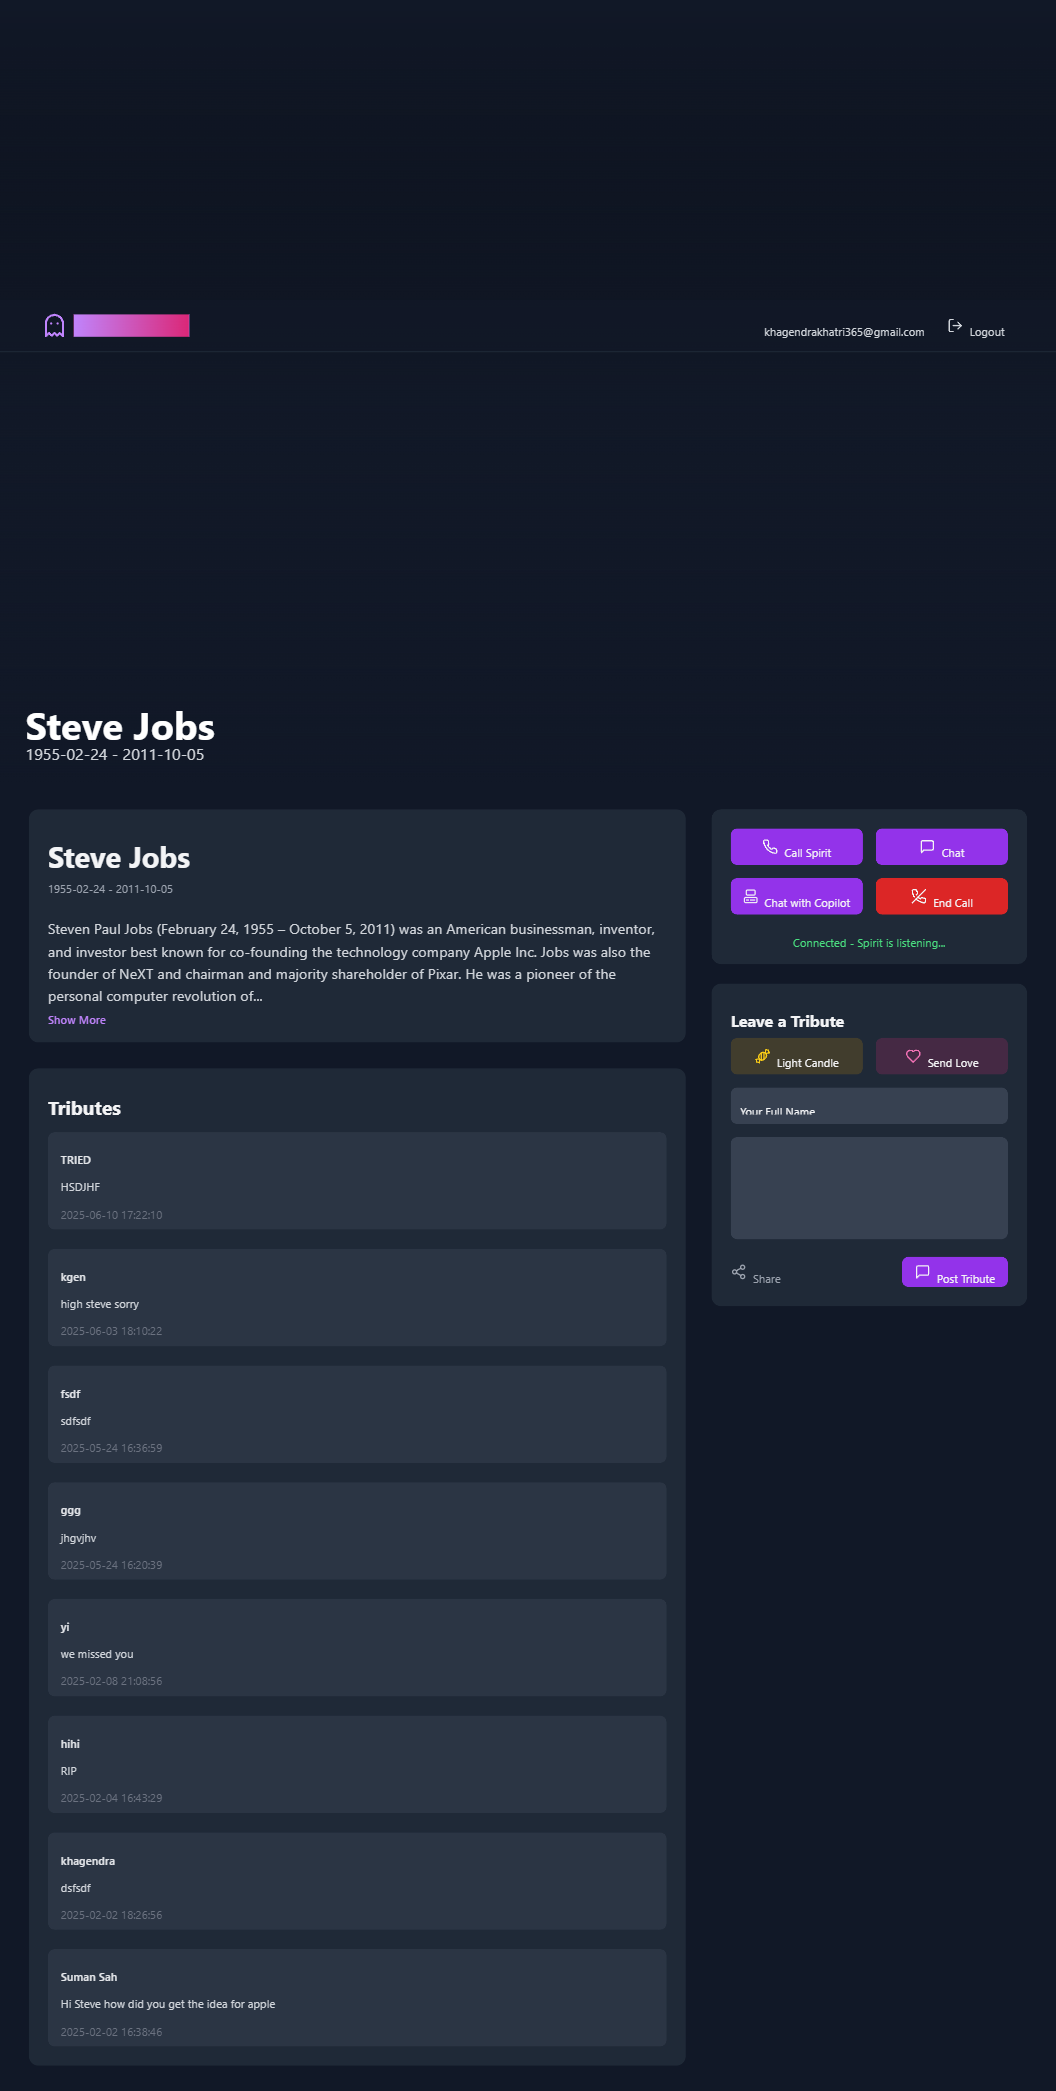 khagendrakhatri365@gmail.com
Logout
Steve Jobs
1955-02-24 - 2011-10-05
Steve Jobs
1955-02-24 - 2011-10-05
Steven Paul Jobs (February 24, 1955 – October 5, 2011) was an American businessman, inventor,
and investor best known for co-founding the technology company Apple Inc. Jobs was also the
founder of NeXT and chairman and majority shareholder of Pixar. He was a pioneer of the
personal computer revolution of...
Show More
Tributes
TRIED
HSDJHF
2025-06-10 17:22:10
kgen
high steve sorry
2025-06-03 18:10:22
fsdf
sdfsdf
2025-05-24 16:36:59
ggg
jhgvjhv
2025-05-24 16:20:39
yi
we missed you
2025-02-08 21:08:56
hihi
RIP
2025-02-04 16:43:29
khagendra
dsfsdf
2025-02-02 18:26:56
Suman Sah
Hi Steve how did you get the idea for apple
2025-02-02 16:38:46
Call Spirit
Chat
Chat with Copilot
End Call
Connected - Spirit is listening...
Leave a Tribute
Light Candle
Send Love
Your Full Name
Share
Post Tribute